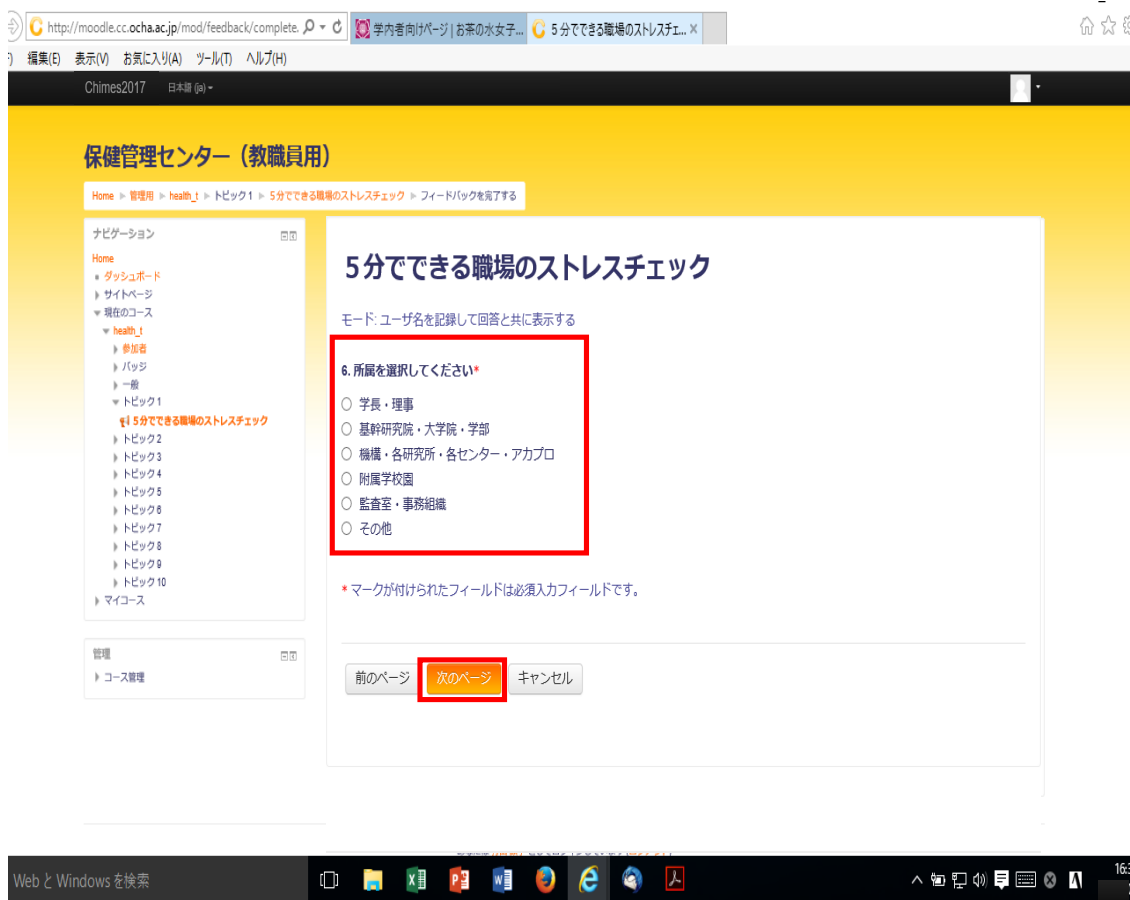 http://moodle.cc.ocha.ac.jp/mod/feedback/complete.
学内者向けページ | お茶の水女子...
5 分でできる職場のストレスチェ... ×
編集(E) 表示(V) お気に入り(A) ツール(T) ヘルプ(H)
Chimes2017 日本語 (ja)
保健管理センター（教職員用）
Home ▶ 管理用 ▶ health_t ▶ トピック 1 ▶ 5分でできる職場のストレスチェック ▶ フィードバックを完了する
ナビゲーション
Home
ダッシュボード
サイトページ
現在のコース
health_t
参加者
バッジ
一般
トピック 1
5分でできる職場のストレスチェック
トピック 2
トピック 3
トピック 4
トピック 5
トピック 6
トピック 7
トピック 8
トピック 9
トピック 10
マイコース
管理
コース管理
5分でできる職場のストレスチェック
モード: ユーザ名を記録して回答と共に表示する
6. 所属を選択してください*
学長・理事
基幹研究院・大学院・学部
機構・各研究所・各センター・アカプロ
附属学校園
監査室・事務組織
その他
* マークが付けられたフィールドは必須入力フィールドです。
前のページ 次のページ キャンセル
Web と Windows を検索